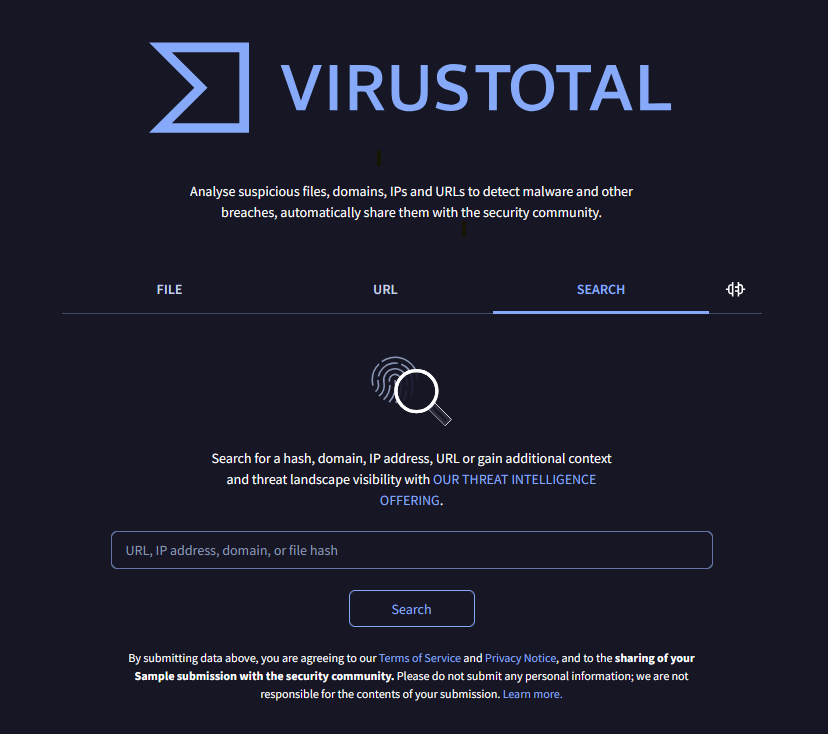 VIRUSTOTAL
Analyse suspicious files, domains, IPs and URLs to detect malware and other
breaches, automatically share them with the security community.
FILE
URL
SEARCH
Search for a hash, domain, IP address, URL or gain additional context
and threat landscape visibility with OUR THREAT INTELLIGENCE
OFFERING.
URL, IP address, domain, or file hash
Search
By submitting data above, you are agreeing to our Terms of Service and Privacy Notice, and to the sharing of your
Sample submission with the security community. Please do not submit any personal information; we are not
responsible for the contents of your submission. Learn more.